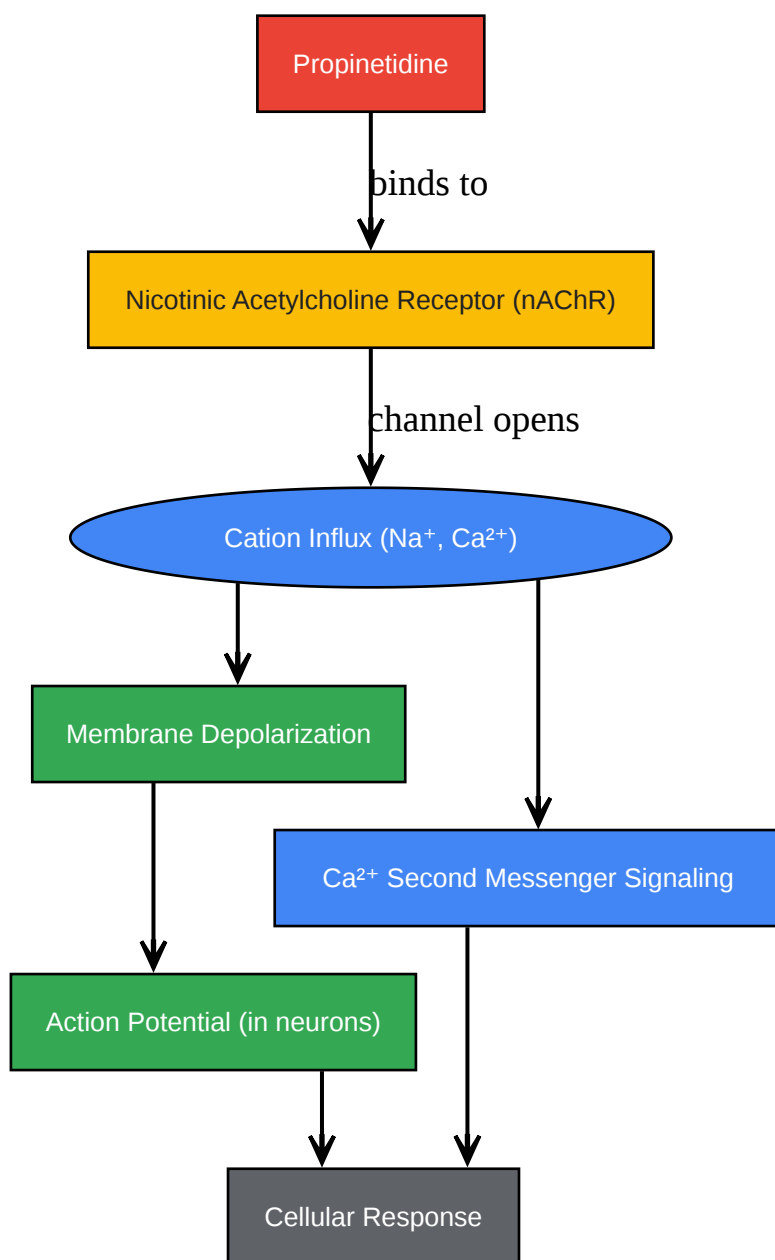 Propinetidine
binds to
Nicotinic Acetylcholine Receptor (nAChR)
channel opens
Cation Influx (Na⁺, Ca²⁺)
Membrane Depolarization
Ca²⁺ Second Messenger Signaling
Action Potential (in neurons)
Cellular Response